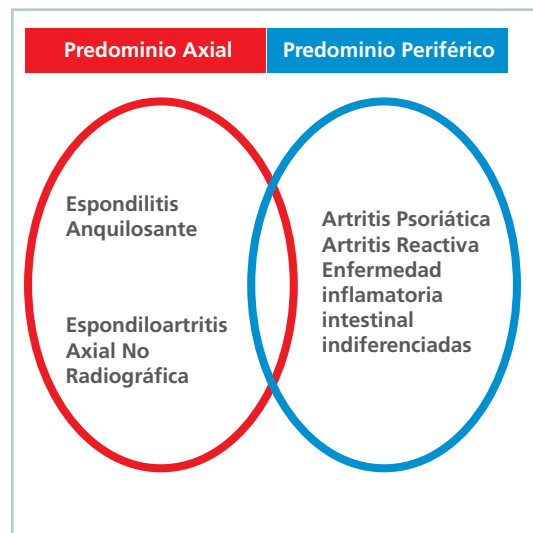 Predominio Axial
Predominio Periférico
Espondilitis
Anquilosante
Espondiloartritis
Axial No
Radiográfica
Artritis Psoriática
Artritis Reactiva
Enfermedad
inflamatoria
intestinal
indiferenciadas